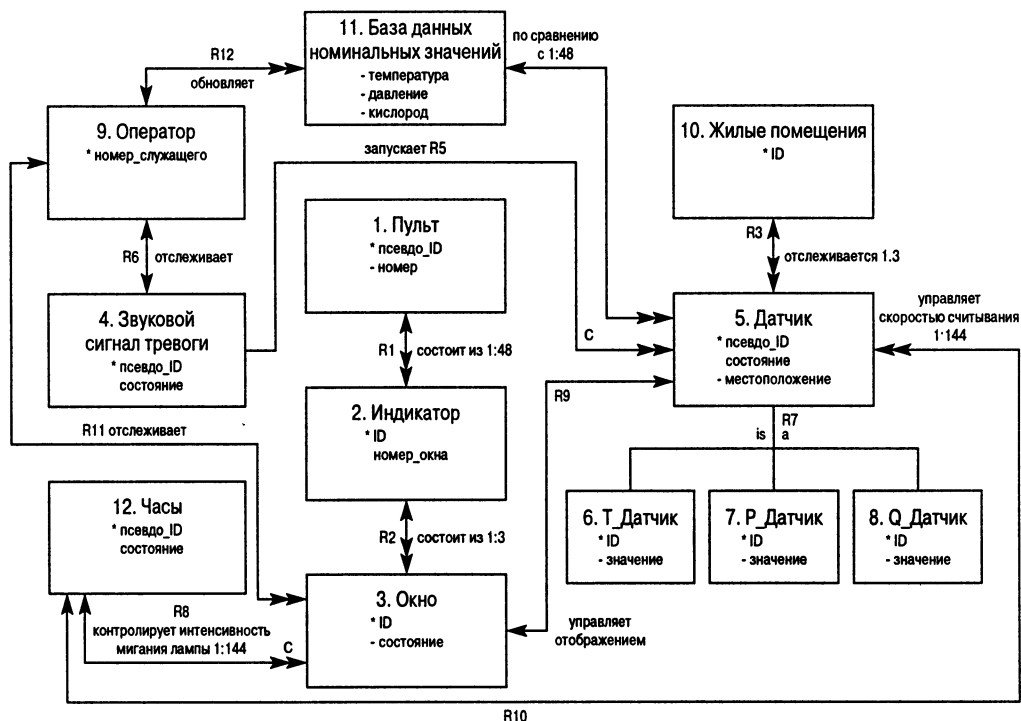 11. База данных
номинальных значений
- температура
- давление
- кислород
R12
обновляет
по сравнению
с 1:48
9. Оператор
* номер_служащего
10. Жилые помещения
* ID
запускает R5
1. Пульт
* псевдо_ID
- номер
R6 отслеживает
R3
отслеживается 1.3
4. Звуковой
сигнал тревоги
* псевдо_ID
состояние
R1 состоит из 1:48
C
5. Датчик
* псевдо_ID
состояние
- местоположение
управляет
скоростью считывания
1·144
R9
2. Индикатор
* ID
номер_окна
R11 отслеживает
R7
is a
12. Часы
* псевдо_ID
состояние
6. T_Датчик
* ID
- значение
7. P_Датчик
* ID
- значение
8. Q_Датчик
* ID
- значение
R2 состоит из 1:3
3. Окно
* ID
- состояние
R8
контролирует интенсивность
мигания лампы 1:144
C
управляет
отображением
R10